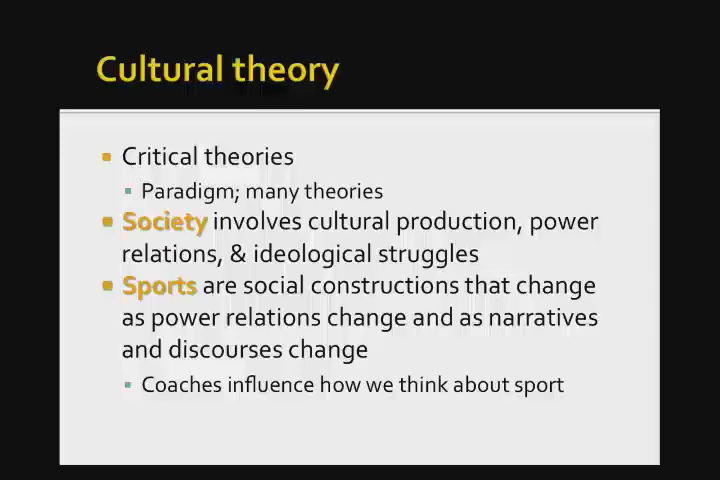 Cultural theory
Critical theories
Paradigm; many theories
Society involves cultural production, power
relations, & ideological struggles
Sports are social constructions that change
as power relations change and as narratives
and discourses change
Coaches influence how we think about sport